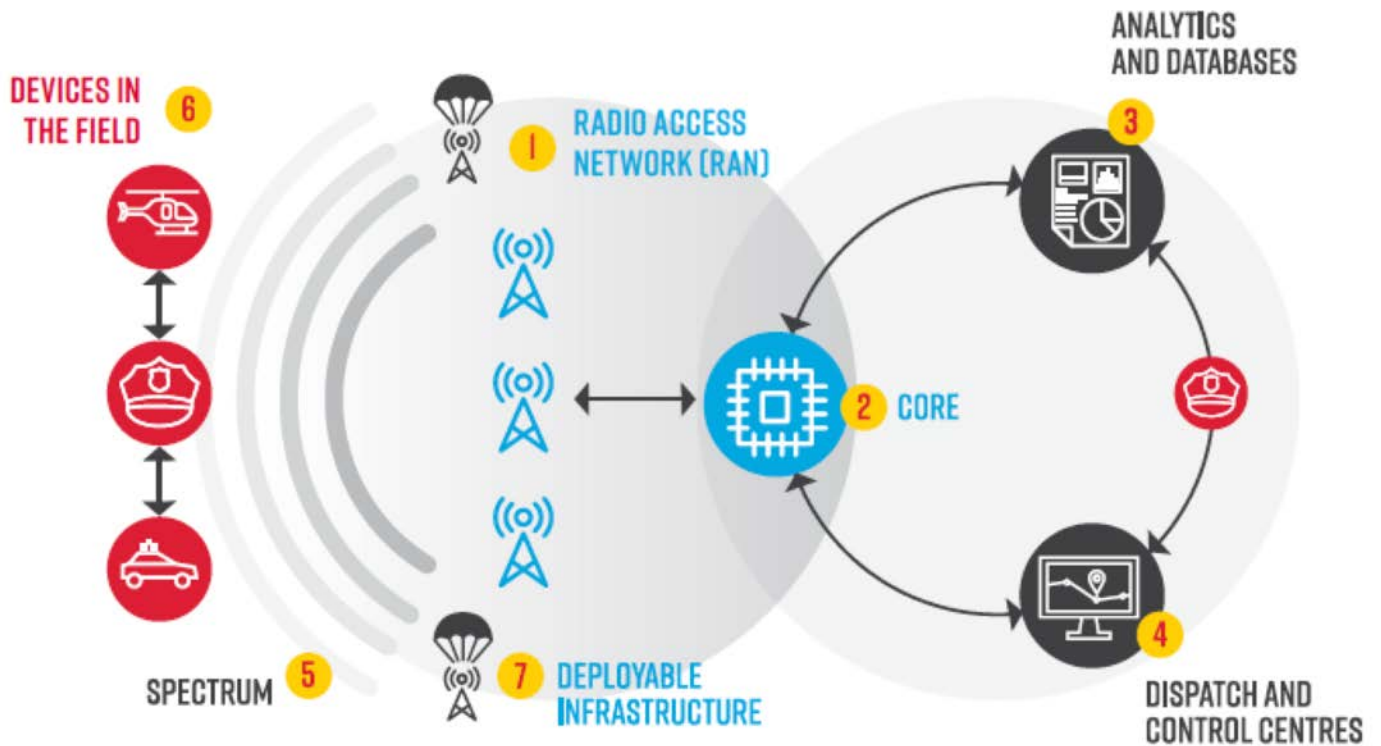 ANALYTICS
AND DATABASES
3
DEVICES IN
THE FIELD
6
1
RADIO ACCESS
NETWORK (RAN)
2
CORE
SPECTRUM
5
7
DEPLOYABLE
INFRASTRUCTURE
4
DISPATCH AND
CONTROL CENTRES